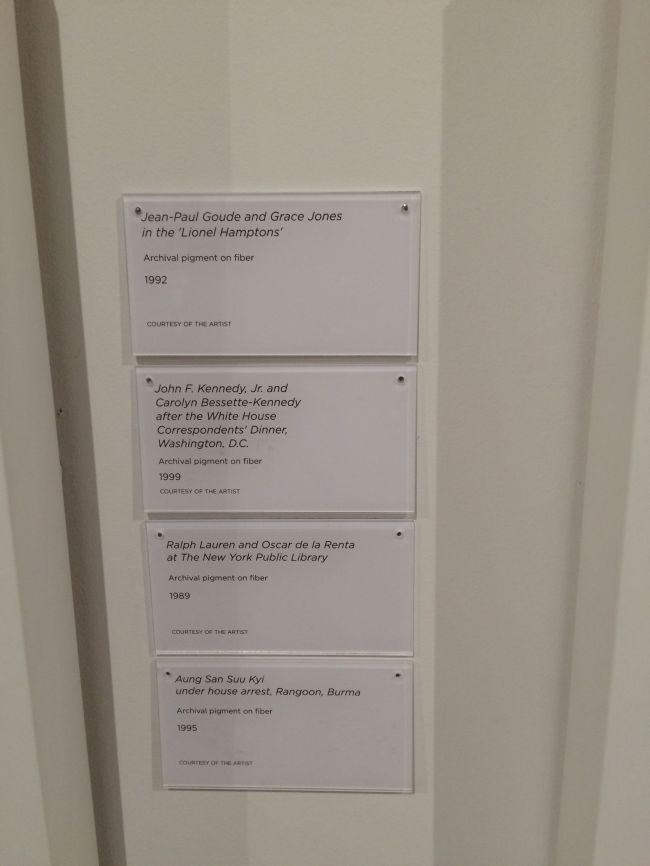 Jean-Paul Goude and Grace Jones
in the 'Lionel Hamptons'
Archival pigment on fiber
1992
COURTESY OF THE ARTIST
John F. Kennedy, Jr. and
Carolyn Bessette-Kennedy
after the White House
Correspondents' Dinner,
Washington, D.C.
Archival pigment on fiber
1999
COURTESY OF THE ARTIST
Ralph Lauren and Oscar de la Renta
at The New York Public Library
Archival pigment on fiber
1989
COURTESY OF THE ARTIST
Aung San Suu Kyi
under house arrest, Rangoon, Burma
Archival pigment on fiber
1995
COURTESY OF THE ARTIST